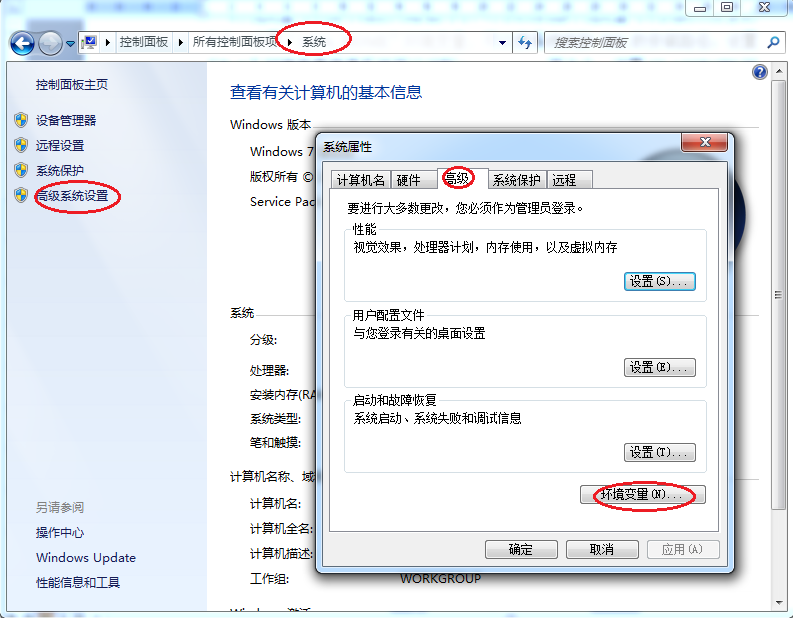 控制面板 所有控制面板项 系统
搜索控制面板
控制面板主页
设备管理器
远程设置
系统保护
高级系统设置
另请参阅
操作中心
Windows Update
性能信息和工具
查看有关计算机的基本信息
Windows 版本
Windows 7
版权所有 ©
Service Pac
系统
分级:
处理器:
安装内存(RA
系统类型:
笔和触摸:
计算机名称、域
计算机名:
计算机全名:
计算机描述:
工作组:
WORKGROUP
系统属性
计算机名 硬件 高级 系统保护 远程
要进行大多数更改，您必须作为管理员登录。
性能
视觉效果，处理器计划，内存使用，以及虚拟内存
设置(S)...
用户配置文件
与您登录有关的桌面设置
设置(E)...
启动和故障恢复
系统启动、系统失败和调试信息
设置(T)...
环境变量(N)...
确定 取消 应用(A)